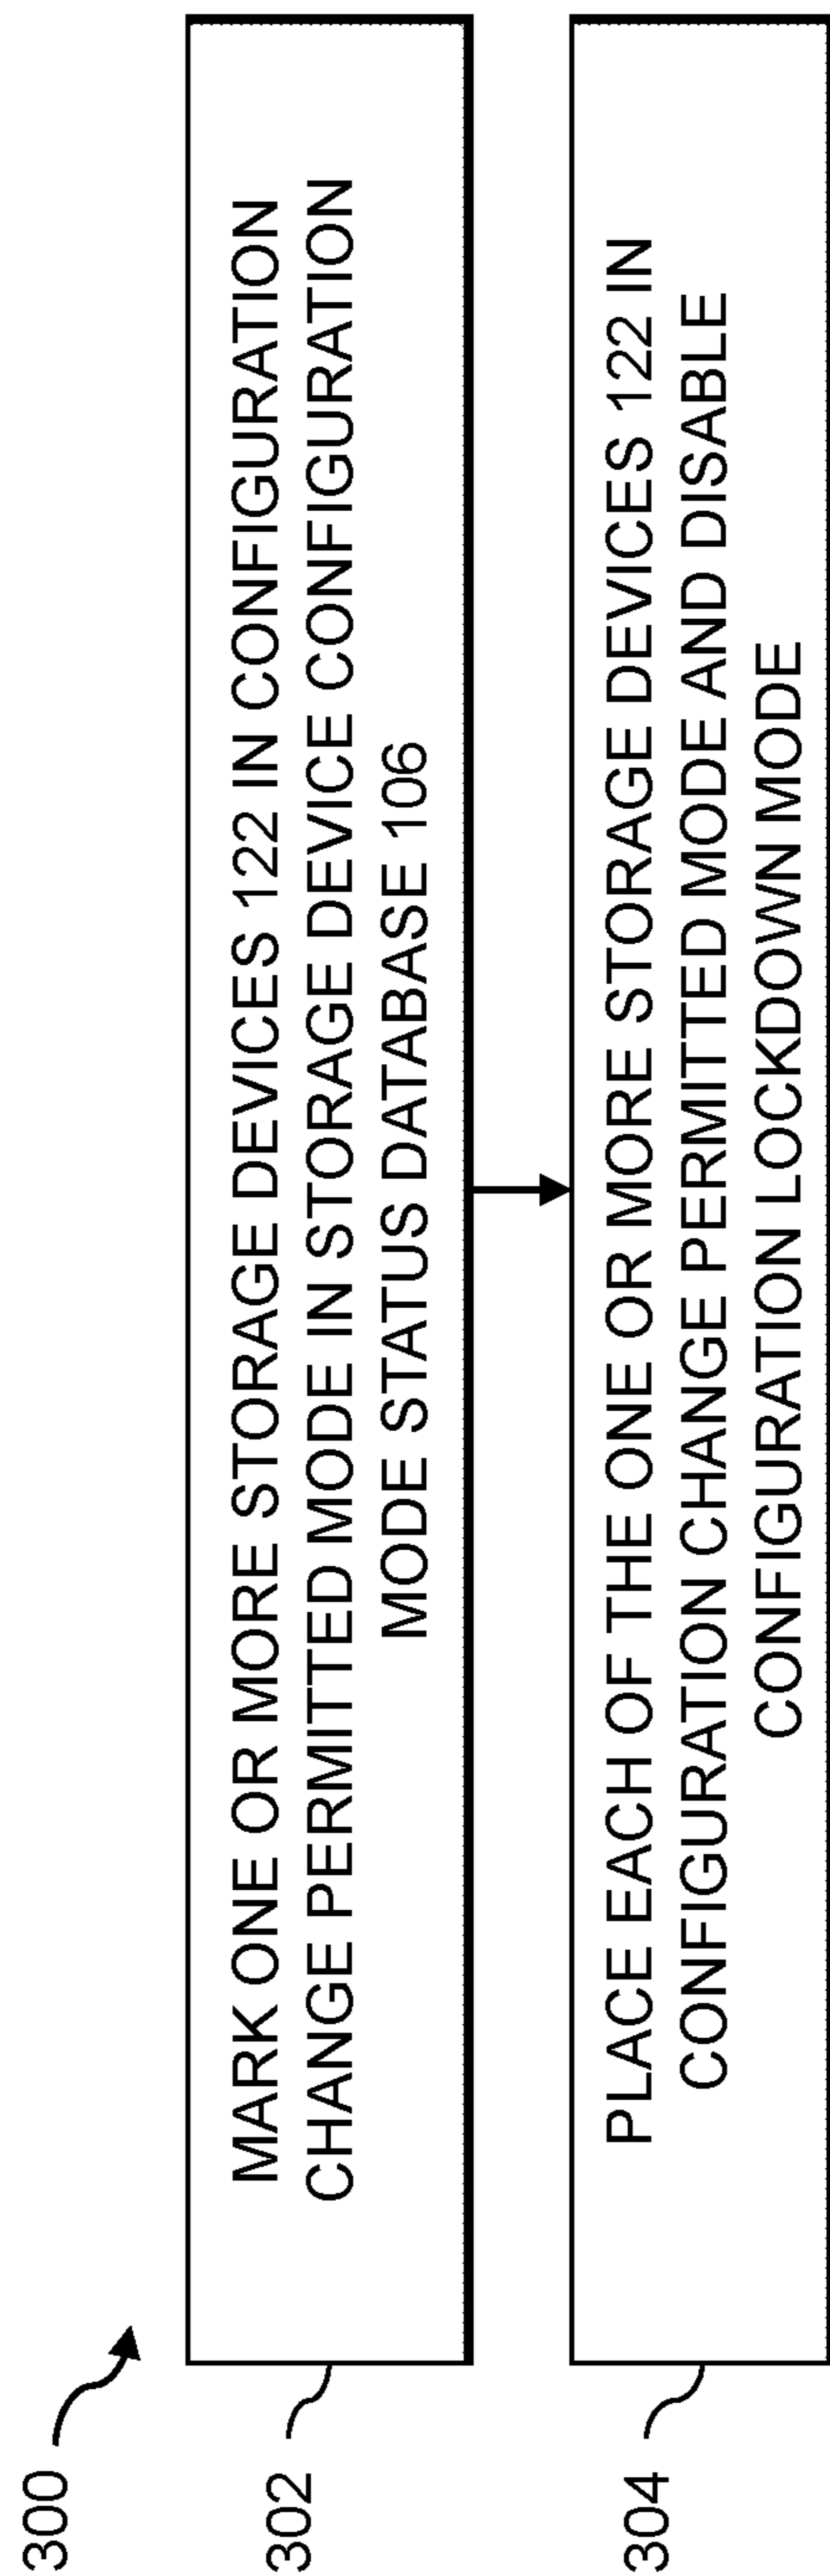 300
302
MARK ONE OR MORE STORAGE DEVICES 122 IN CONFIGURATION
CHANGE PERMITTED MODE IN STORAGE DEVICE CONFIGURATION
MODE STATUS DATABASE 106
304
PLACE EACH OF THE ONE OR MORE STORAGE DEVICES 122 IN
CONFIGURATION CHANGE PERMITTED MODE AND DISABLE
CONFIGURATION LOCKDOWN MODE